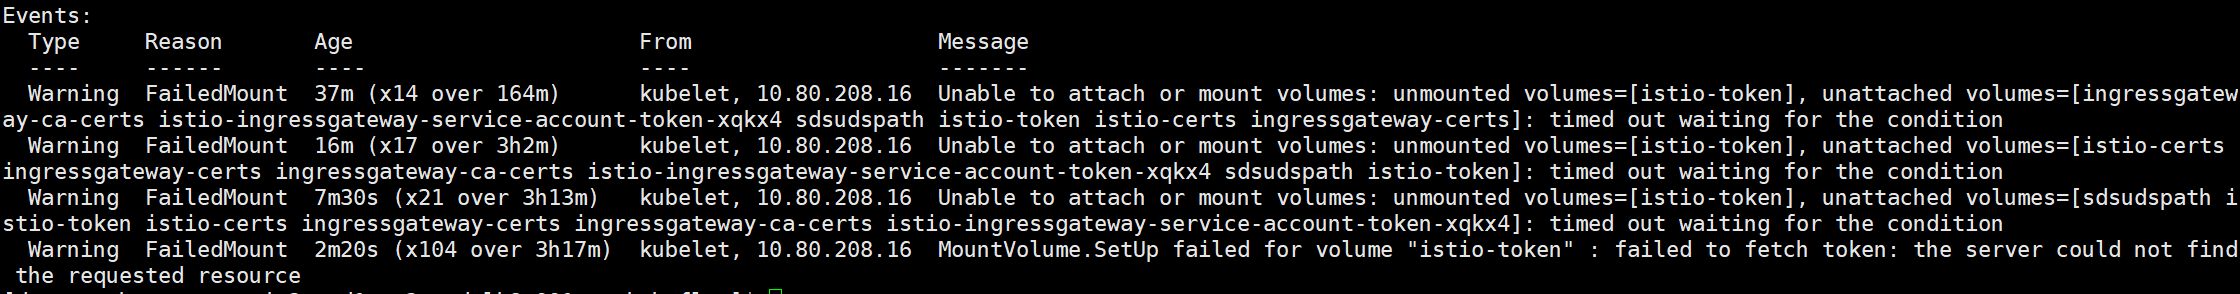 Events:
  Type     Reason       Age                     From                   Message
  ----     ------       ----                    ----                   -------
  Warning  FailedMount  37m (x14 over 164m)      kubelet, 10.80.208.16  Unable to attach or mount volumes: unmounted volumes=[istio-token], unattached volumes=[ingressgatew
ay-ca-certs istio-ingressgateway-service-account-token-xqkx4 sdsudspath istio-token istio-certs ingressgateway-certs]: timed out waiting for the condition
  Warning  FailedMount  16m (x17 over 3h2m)      kubelet, 10.80.208.16  Unable to attach or mount volumes: unmounted volumes=[istio-token], unattached volumes=[istio-certs
ingressgateway-certs ingressgateway-ca-certs istio-ingressgateway-service-account-token-xqkx4 sdsudspath istio-token]: timed out waiting for the condition
  Warning  FailedMount  7m30s (x21 over 3h13m)   kubelet, 10.80.208.16  Unable to attach or mount volumes: unmounted volumes=[istio-token], unattached volumes=[sdsudspath i
stio-token istio-certs ingressgateway-certs ingressgateway-ca-certs istio-ingressgateway-service-account-token-xqkx4]: timed out waiting for the condition
  Warning  FailedMount  2m20s (x104 over 3h17m)  kubelet, 10.80.208.16  MountVolume.SetUp failed for volume "istio-token" : failed to fetch token: the server could not find
 the requested resource